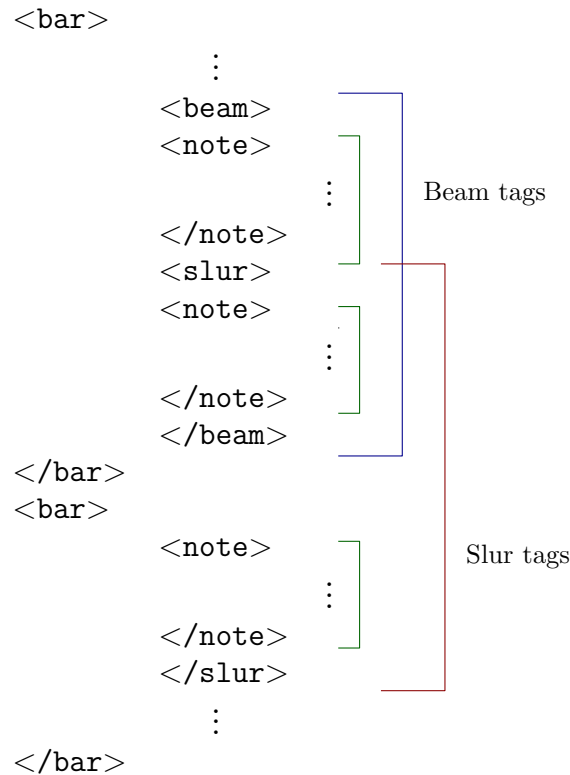 <bar>
⋮
<beam>
<note>
⋮
Beam tags
</note>
<slur>
<note>
⋮
</note>
</beam>
</bar>
<bar>
<note>
Slur tags
⋮
</note>
</slur>
⋮
</bar>